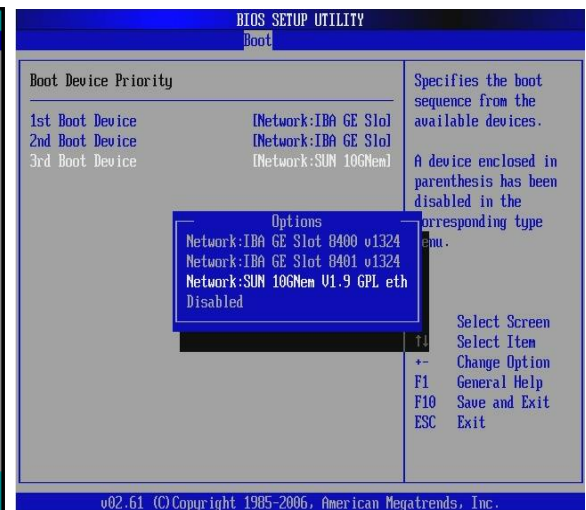 BIOS SETUP UTILITY
Boot
Boot Device Priority
1st Boot Device [Network:IBA GE Slo]
2nd Boot Device [Network:IBA GE Slo]
3rd Boot Device [Network:SUN 10GNem]
Options
Network:IBA GE Slot 8400 v1324
Network:IBA GE Slot 8401 v1324
Network:SUN 10GNem V1.9 GPL eth
Disabled
Specifies the boot
sequence from the
available devices.
A device enclosed in
parenthesis has been
disabled in the
corresponding type
menu.
Select Screen
↑↓ Select Item
+- Change Option
F1 General Help
F10 Save and Exit
ESC Exit
v02.61 (C)Copyright 1985-2006, American Megatrends, Inc.